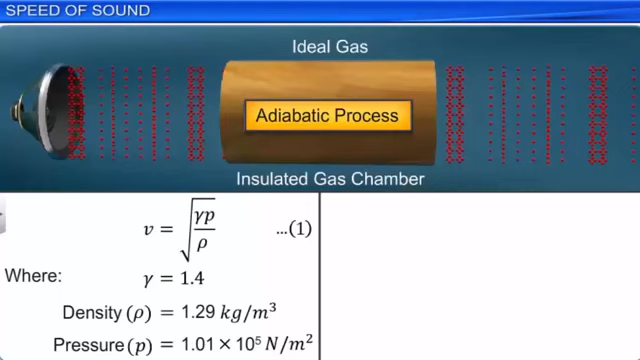 SPEED OF SOUND
Ideal Gas
Adiabatic Process
Insulated Gas Chamber
v = √(γp/ρ) ...(1)
Where: γ = 1.4
Density (ρ) = 1.29 kg/m³
Pressure (p) = 1.01 × 10⁵ N/m²